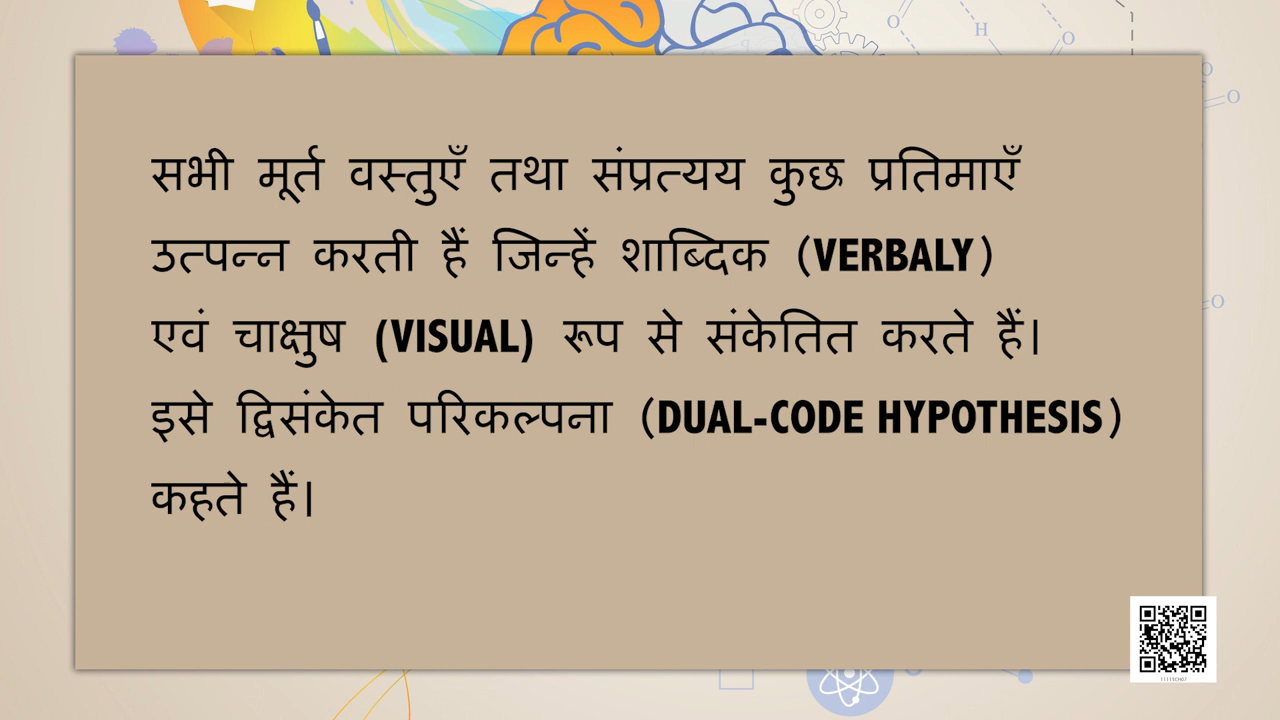 सभी मूर्त वस्तुएँ तथा संप्रत्यय कुछ प्रतिमाएँ
उत्पन्न करती हैं जिन्हें शाब्दिक (VERBALY)
एवं चाक्षुष (VISUAL) रूप से संकेतित करते हैं।
इसे द्विसंकेत परिकल्पना (DUAL-CODE HYPOTHESIS)
कहते हैं।
H
O
O
O
O
O